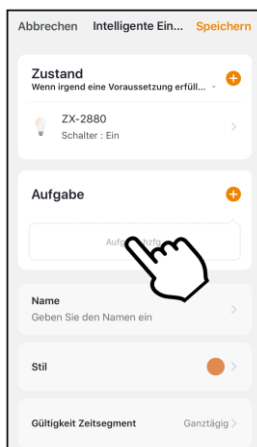 Abbrechen Intelligente Ein... Speichern
Zustand
Wenn irgend eine Voraussetzung erfüll...
ZX-2880
Schalter : Ein
Aufgabe
Name
Geben Sie den Namen ein
Stil
Gültigkeit Zeitsegment Ganztägig